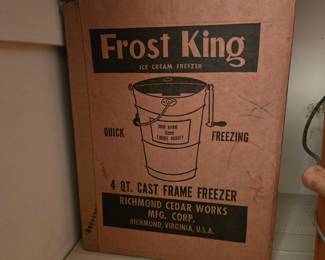 Frost King
ICE CREAM FREEZER
QUICK
FREEZING
4 QT. CAST FRAME FREEZER
RICHMOND CEDAR WORKS
MFG. CORP.
RICHMOND, VIRGINIA, U.S.A.